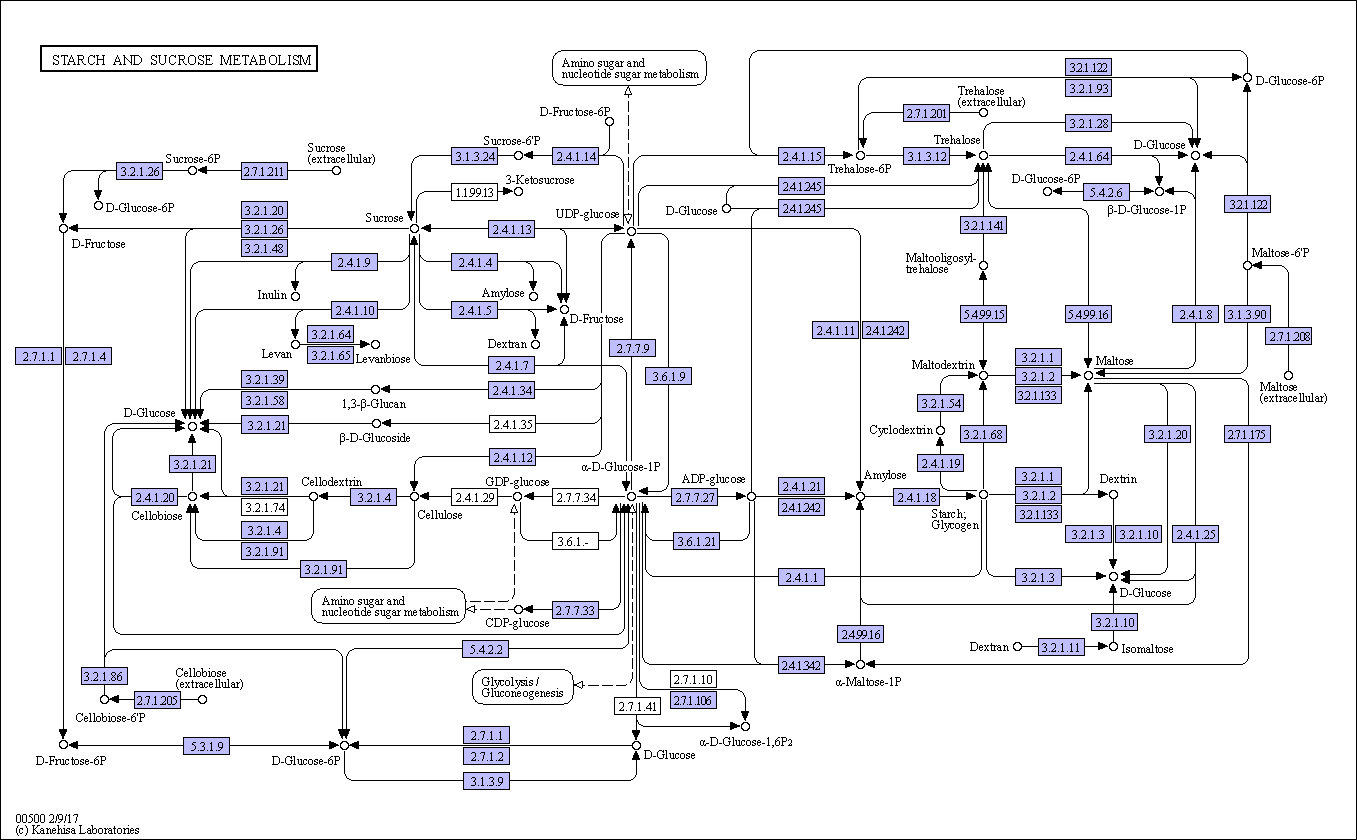 STARCH AND SUCROSE METABOLISM
Amino sugar and
nucleotide sugar metabolism
3.2.1.122
D-Glucose-6P
3.2.1.93
Trehalose
(extracellular)
2.7.1.201
D-Fructose-6P
3.2.1.28
Sucrose-6'P
Trehalose
D-Glucose
Sucrose
(extracellular)
Sucrose-6P
3.1.3.24
2.4.1.14
2.4.1.15
3.1.3.12
2.4.1.64
Trehalose-6P
3.2.1.26
2.7.1.211
3-Ketosucrose
1.1.99.13
2.4.1.245
D-Glucose-6P
5.4.2.6
D-Glucose-6P
D-Glucose
2.4.1.245
β-D-Glucose-1P
3.2.1.122
3.2.1.20
Sucrose
UDP-glucose
3.2.1.141
3.2.1.26
2.4.1.13
D-Fructose
3.2.1.48
Maltose-6'P
2.4.1.9
2.4.1.4
Maltooligosyl-
trehalose
Inulin
Amylose
2.4.1.10
2.4.1.5
D-Fructose
5.4.99.15
5.4.99.16
2.4.1.8
3.1.3.90
3.2.1.64
2.4.1.11
2.4.1.242
2.7.1.208
Levan
3.2.1.65
Levanbiose
Dextran
2.7.7.9
2.7.1.1
2.7.1.4
3.2.1.1
2.4.1.7
Maltodextrin
Maltose
3.6.1.9
3.2.1.39
3.2.1.2
2.4.1.34
3.2.1.133
Maltose
(extracellular)
3.2.1.58
1,3-β-Glucan
3.2.1.54
D-Glucose
3.2.1.21
2.4.1.35
Cyclodextrin
β-D-Glucoside
3.2.1.68
3.2.1.20
2.7.1.175
2.4.1.12
3.2.1.21
α-D-Glucose-1P
2.4.1.19
Cellodextrin
GDP-glucose
ADP-glucose
Amylose
3.2.1.1
Dextrin
3.2.1.21
2.4.1.21
2.4.1.20
3.2.1.4
2.4.1.29
2.7.7.34
2.7.7.27
2.4.1.18
3.2.1.2
3.2.1.74
2.4.1.242
Cellobiose
Cellulose
Starch;
Glycogen
3.2.1.133
3.2.1.4
3.2.1.91
3.6.1.-
3.6.1.21
3.2.1.3
3.2.1.10
2.4.1.25
3.2.1.91
2.4.1.1
3.2.1.3
D-Glucose
Amino sugar and
nucleotide sugar metabolism
2.7.7.33
CDP-glucose
3.2.1.10
2.4.99.16
5.4.2.2
Dextran
3.2.1.11
Isomaltose
2.4.1.342
3.2.1.86
Cellobiose
(extracellular)
Glycolysis /
Gluconeogenesis
2.7.1.10
α-Maltose-1P
2.7.1.205
2.7.1.106
2.7.1.41
Cellobiose-6'P
2.7.1.1
α-D-Glucose-1,6P2
5.3.1.9
2.7.1.2
D-Fructose-6P
D-Glucose-6P
D-Glucose
3.1.3.9
00500 2/9/17
(c) Kanehisa Laboratories